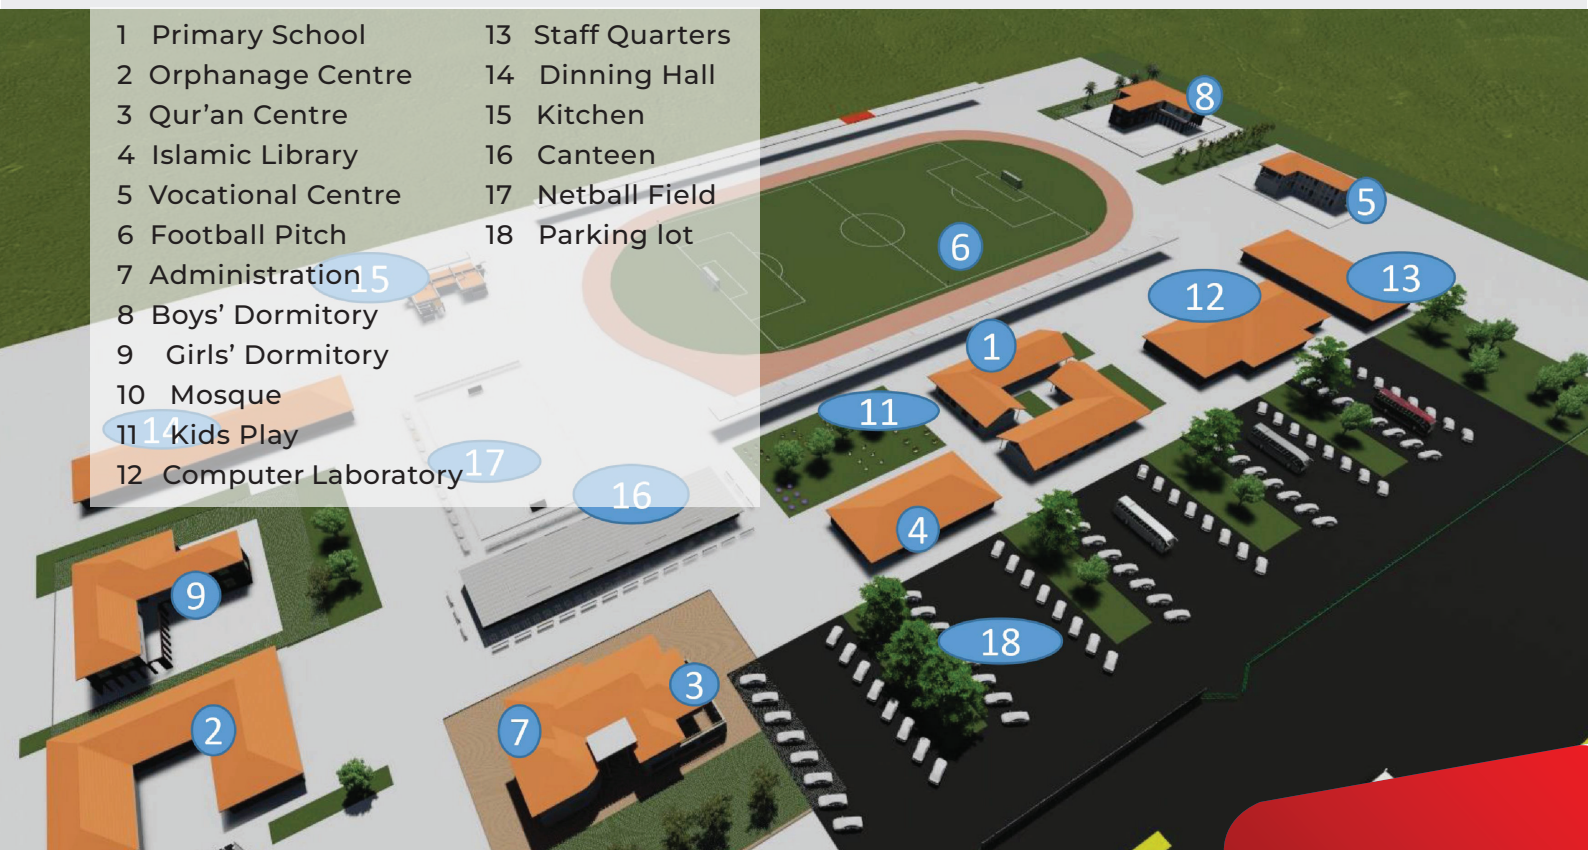 1 Primary School
2 Orphanage Centre
3 Qur’an Centre
4 Islamic Library
5 Vocational Centre
6 Football Pitch
7 Administration
8 Boys’ Dormitory
9 Girls’ Dormitory
10 Mosque
11 Kids Play
12 Computer Laboratory
13 Staff Quarters
14 Dinning Hall
15 Kitchen
16 Canteen
17 Netball Field
18 Parking lot
8
5
6
15
13
12
1
11
14
17
16
4
9
18
3
2
7